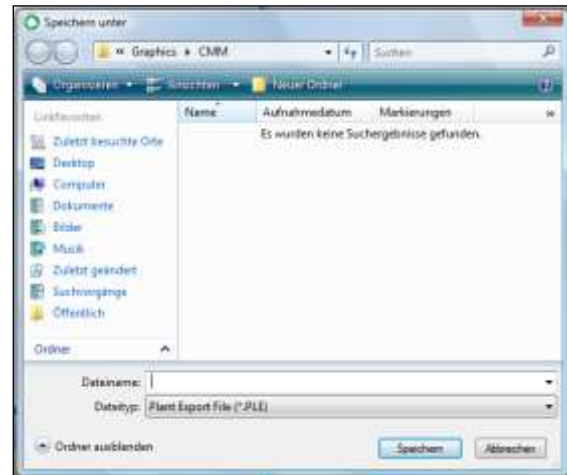 Speichern unter
« Graphics ▸ CMM
Suchen
Organisieren Ansichten Neuer Ordner
Linkfavoriten
Name Aufnahmedatum Markierungen »
Es wurden keine Suchergebnisse gefunden.
Zuletzt besuchte Orte
Desktop
Computer
Dokumente
Bilder
Musik
Zuletzt geändert
Suchvorgänge
Öffentlich
Ordner
Dateiname:
Dateityp: Plant Export File (*.PLE)
Ordner ausblenden
Speichern Abbrechen